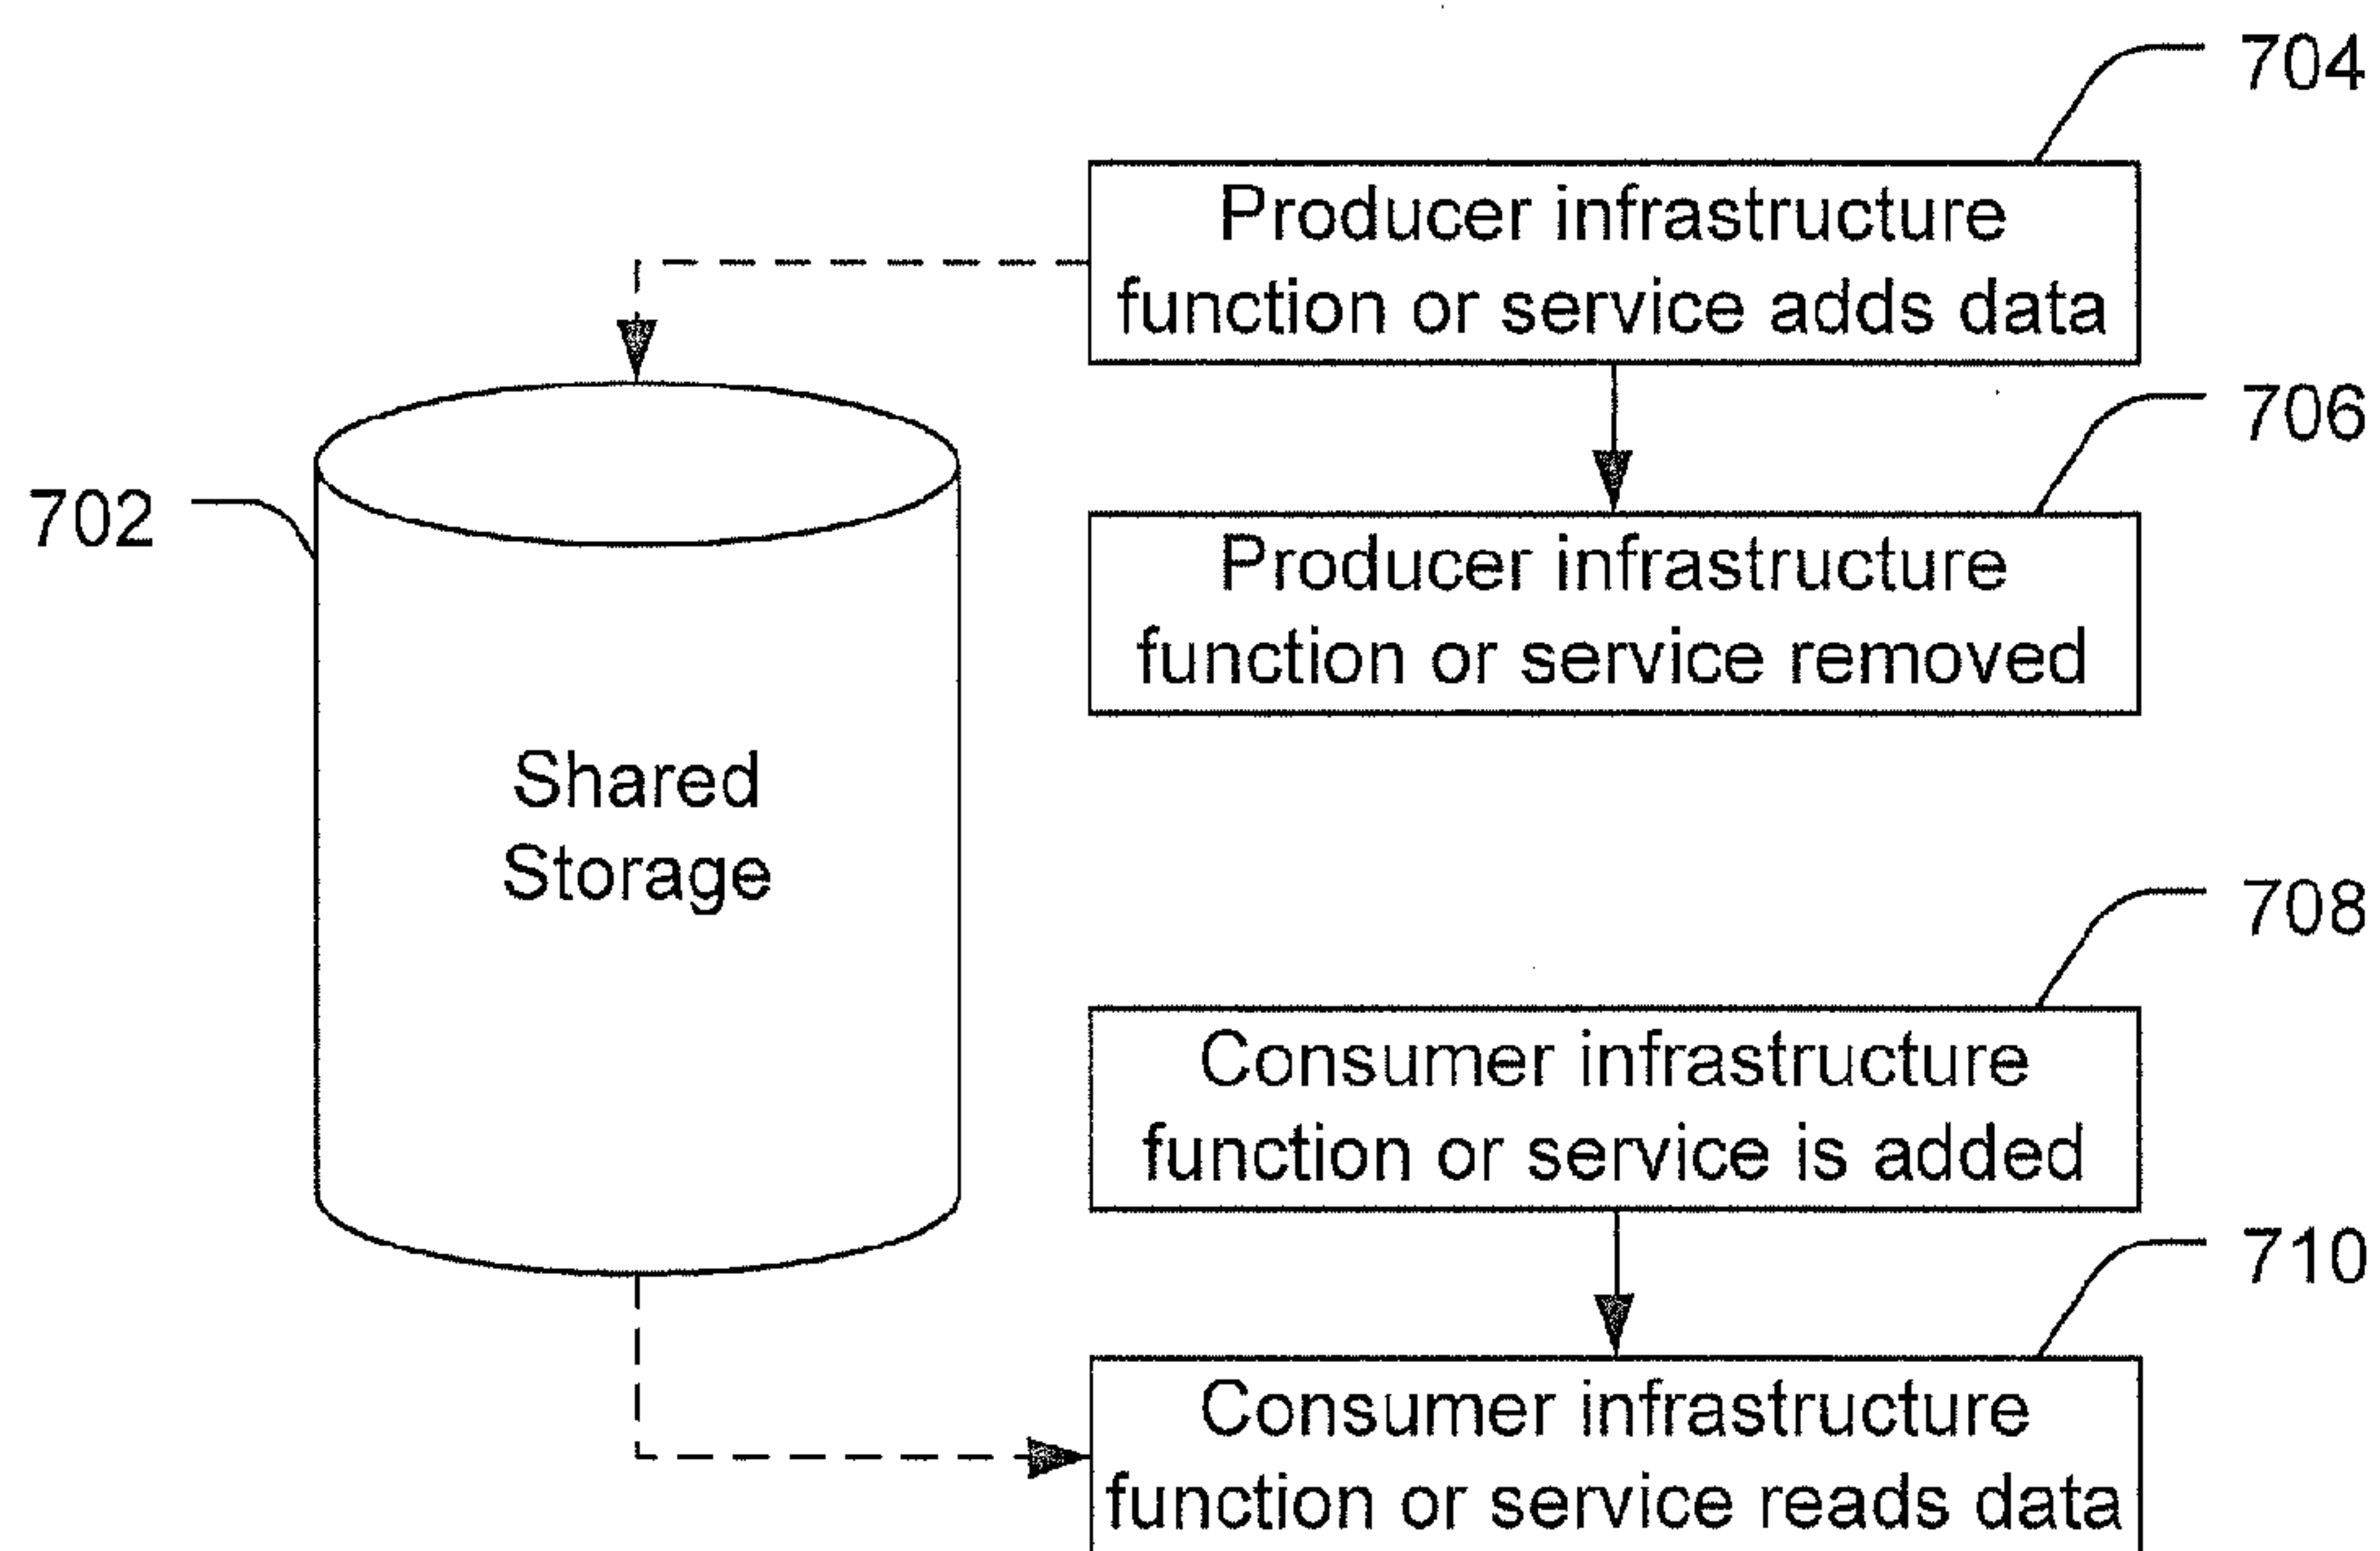 704
Producer infrastructure
function or service adds data
706
702
Producer infrastructure
function or service removed
Shared
Storage
708
Consumer infrastructure
function or service is added
710
Consumer infrastructure
function or service reads data